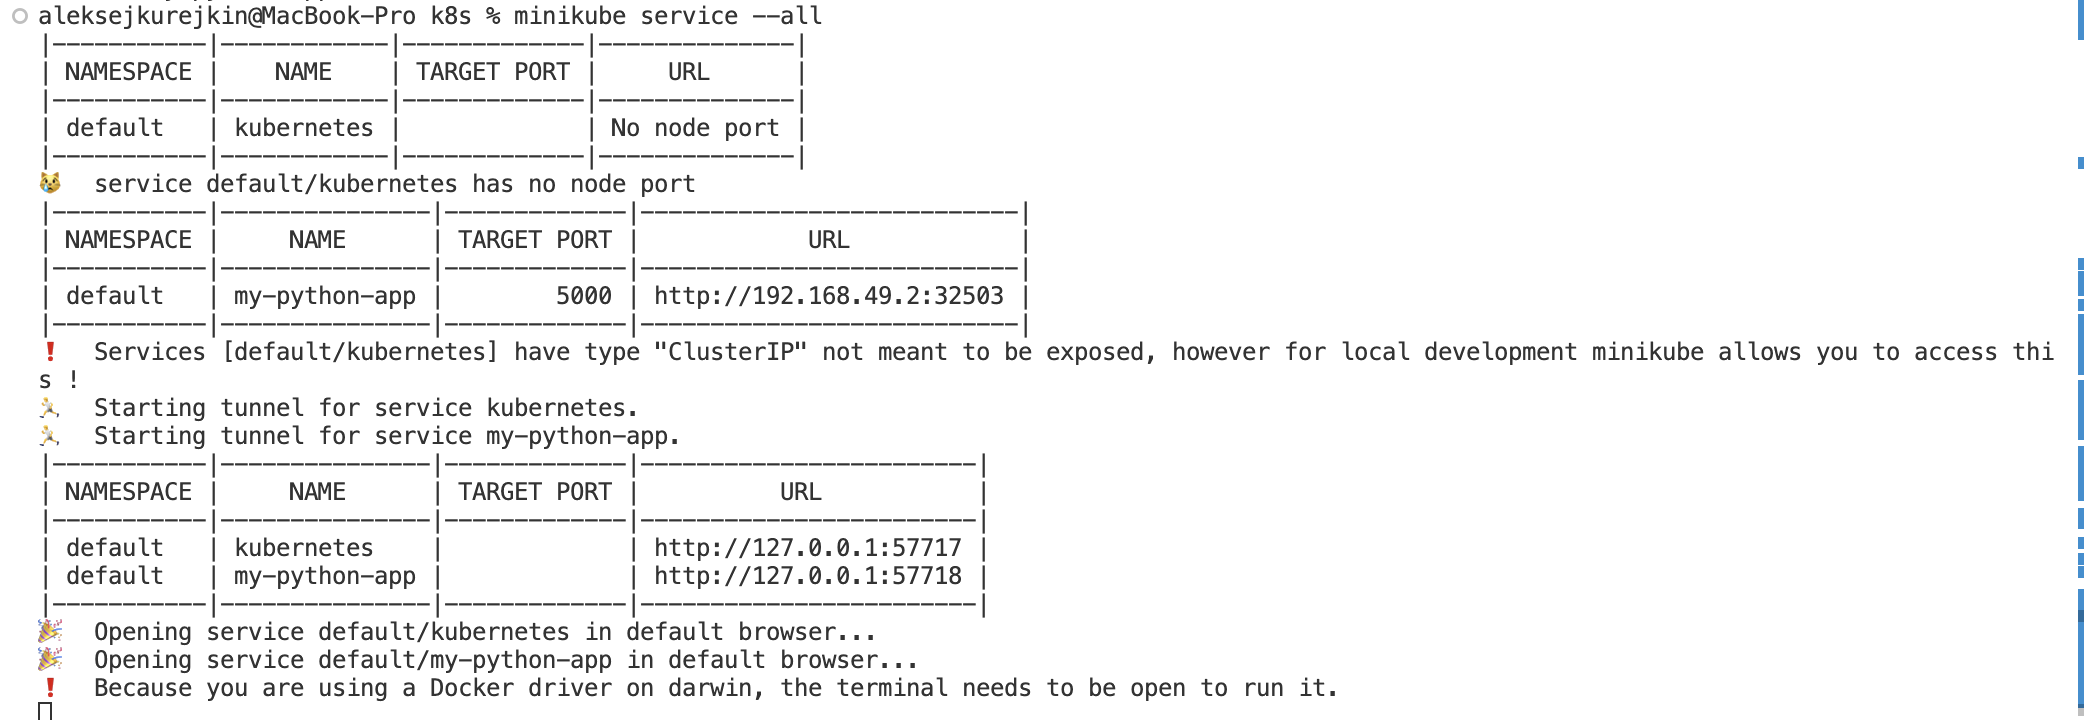 aleksejkurejkin@MacBook-Pro k8s % minikube service --all
|-----------|------------|-------------|--------------|
| NAMESPACE |    NAME    | TARGET PORT |     URL      |
|-----------|------------|-------------|--------------|
| default   | kubernetes |             | No node port |
|-----------|------------|-------------|--------------|
😿  service default/kubernetes has no node port
|-----------|---------------|-------------|---------------------------|
| NAMESPACE |     NAME      | TARGET PORT |            URL            |
|-----------|---------------|-------------|---------------------------|
| default   | my-python-app |        5000 | http://192.168.49.2:32503 |
|-----------|---------------|-------------|---------------------------|
❗  Services [default/kubernetes] have type "ClusterIP" not meant to be exposed, however for local development minikube allows you to access thi
s !
🏃  Starting tunnel for service kubernetes.
🏃  Starting tunnel for service my-python-app.
|-----------|---------------|-------------|------------------------|
| NAMESPACE |     NAME      | TARGET PORT |          URL           |
|-----------|---------------|-------------|------------------------|
| default   | kubernetes    |             | http://127.0.0.1:57717 |
| default   | my-python-app |             | http://127.0.0.1:57718 |
|-----------|---------------|-------------|------------------------|
🎉  Opening service default/kubernetes in default browser...
🎉  Opening service default/my-python-app in default browser...
❗  Because you are using a Docker driver on darwin, the terminal needs to be open to run it.